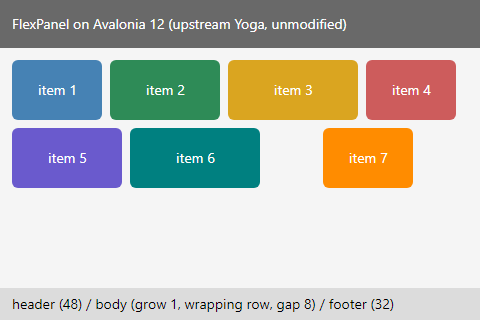 FlexPanel on Avalonia 12 (upstream Yoga, unmodified)
item 1
item 2
item 3
item 4
item 5
item 6
item 7
header (48) / body (grow 1, wrapping row, gap 8) / footer (32)